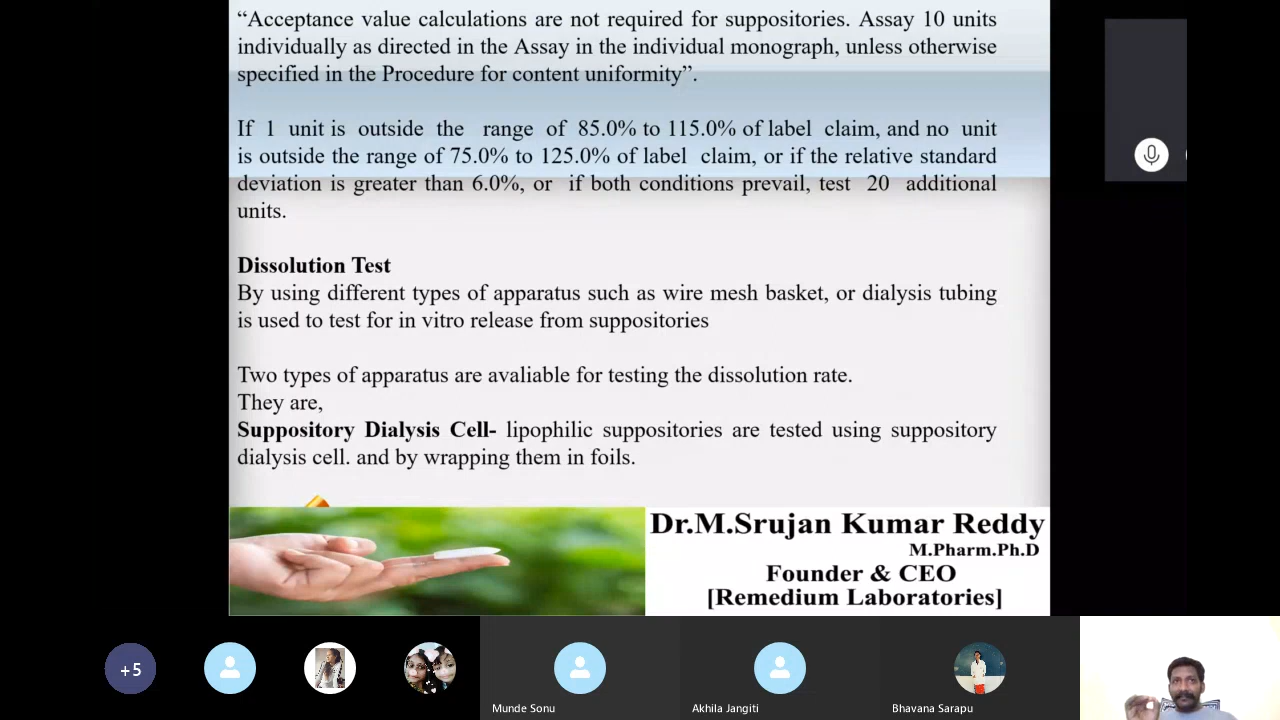 “Acceptance value calculations are not required for suppositories. Assay 10 units
individually as directed in the Assay in the individual monograph, unless otherwise
specified in the Procedure for content uniformity”.
If 1 unit is outside the range of 85.0% to 115.0% of label claim, and no unit
is outside the range of 75.0% to 125.0% of label claim, or if the relative standard
deviation is greater than 6.0%, or if both conditions prevail, test 20 additional
units.
Dissolution Test
By using different types of apparatus such as wire mesh basket, or dialysis tubing
is used to test for in vitro release from suppositories
Two types of apparatus are avaliable for testing the dissolution rate.
They are,
Suppository Dialysis Cell- lipophilic suppositories are tested using suppository
dialysis cell. and by wrapping them in foils.
Dr.M.Srujan Kumar Reddy
M.Pharm.Ph.D
Founder & CEO
[Remedium Laboratories]
+5
Munde Sonu
Akhila Jangiti
Bhavana Sarapu